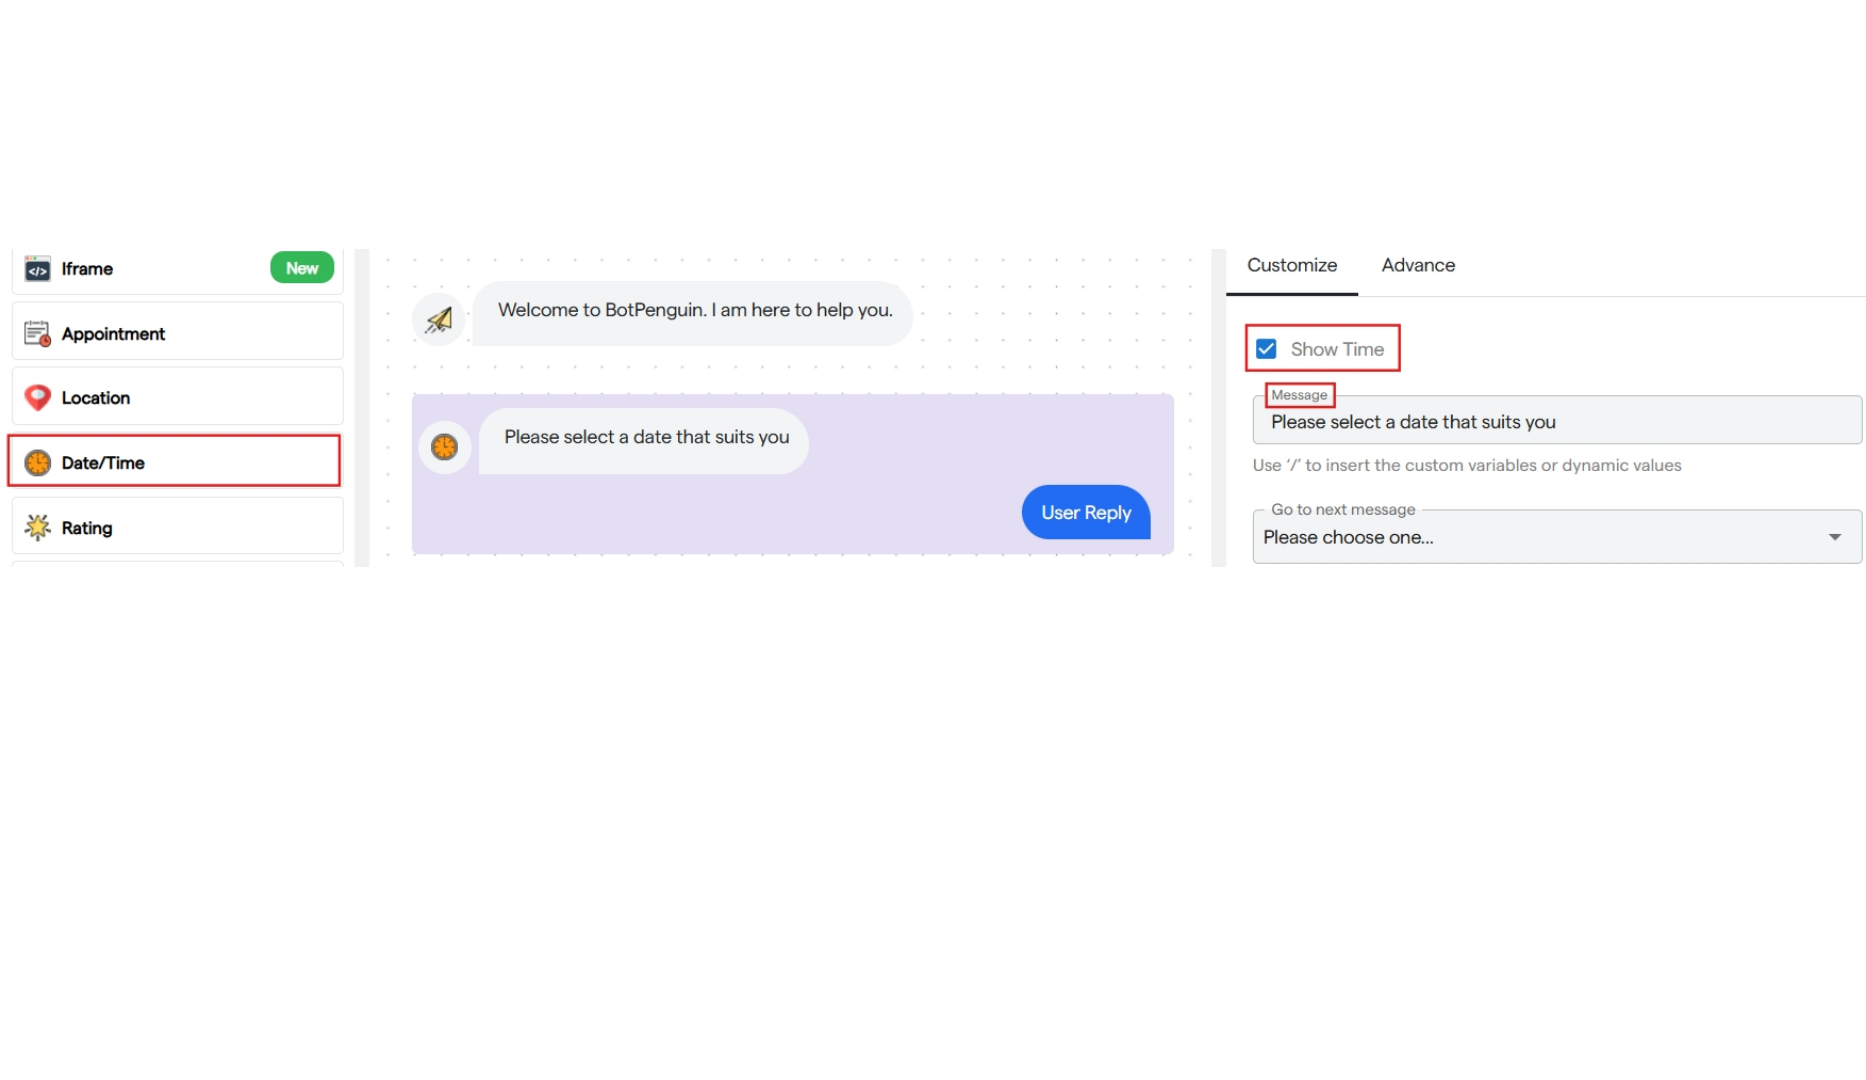 Iframe
New
Appointment
Location
Date/Time
Rating
Welcome to BotPenguin. I am here to help you.
Please select a date that suits you
User Reply
Customize
Advance
Show Time
Message
Please select a date that suits you
Use ‘/’ to insert the custom variables or dynamic values
Go to next message
Please choose one...